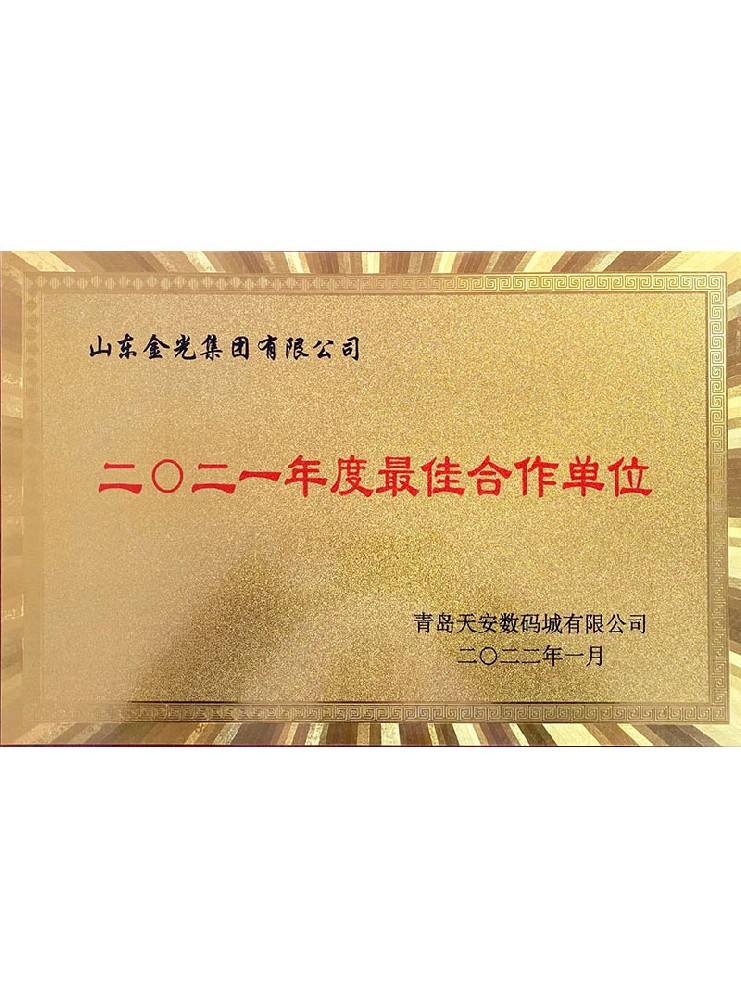 山东金光集团有限公司
二〇二一年度最佳合作单位
青岛天安数码城有限公司
二〇二二年一月